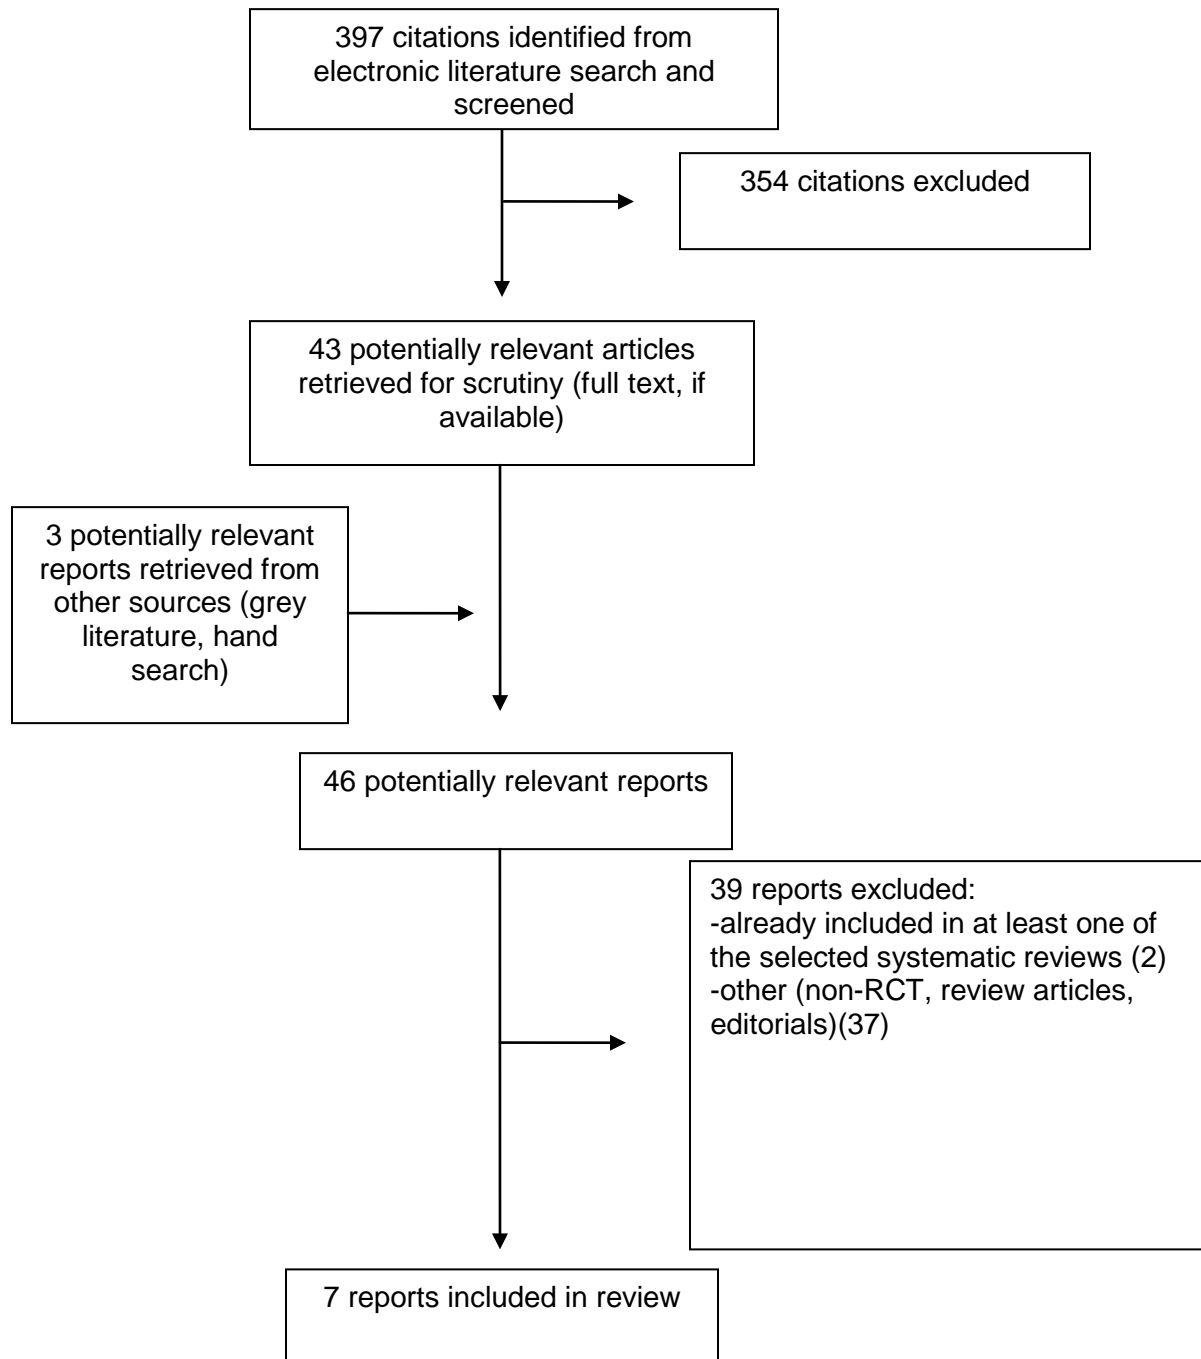 397 citations identified from
electronic literature search and
screened
354 citations excluded
43 potentially relevant articles
retrieved for scrutiny (full text, if
available)
3 potentially relevant
reports retrieved from
other sources (grey
literature, hand
search)
46 potentially relevant reports
39 reports excluded:
-already included in at least one of
the selected systematic reviews (2)
-other (non-RCT, review articles,
editorials)(37)
7 reports included in review